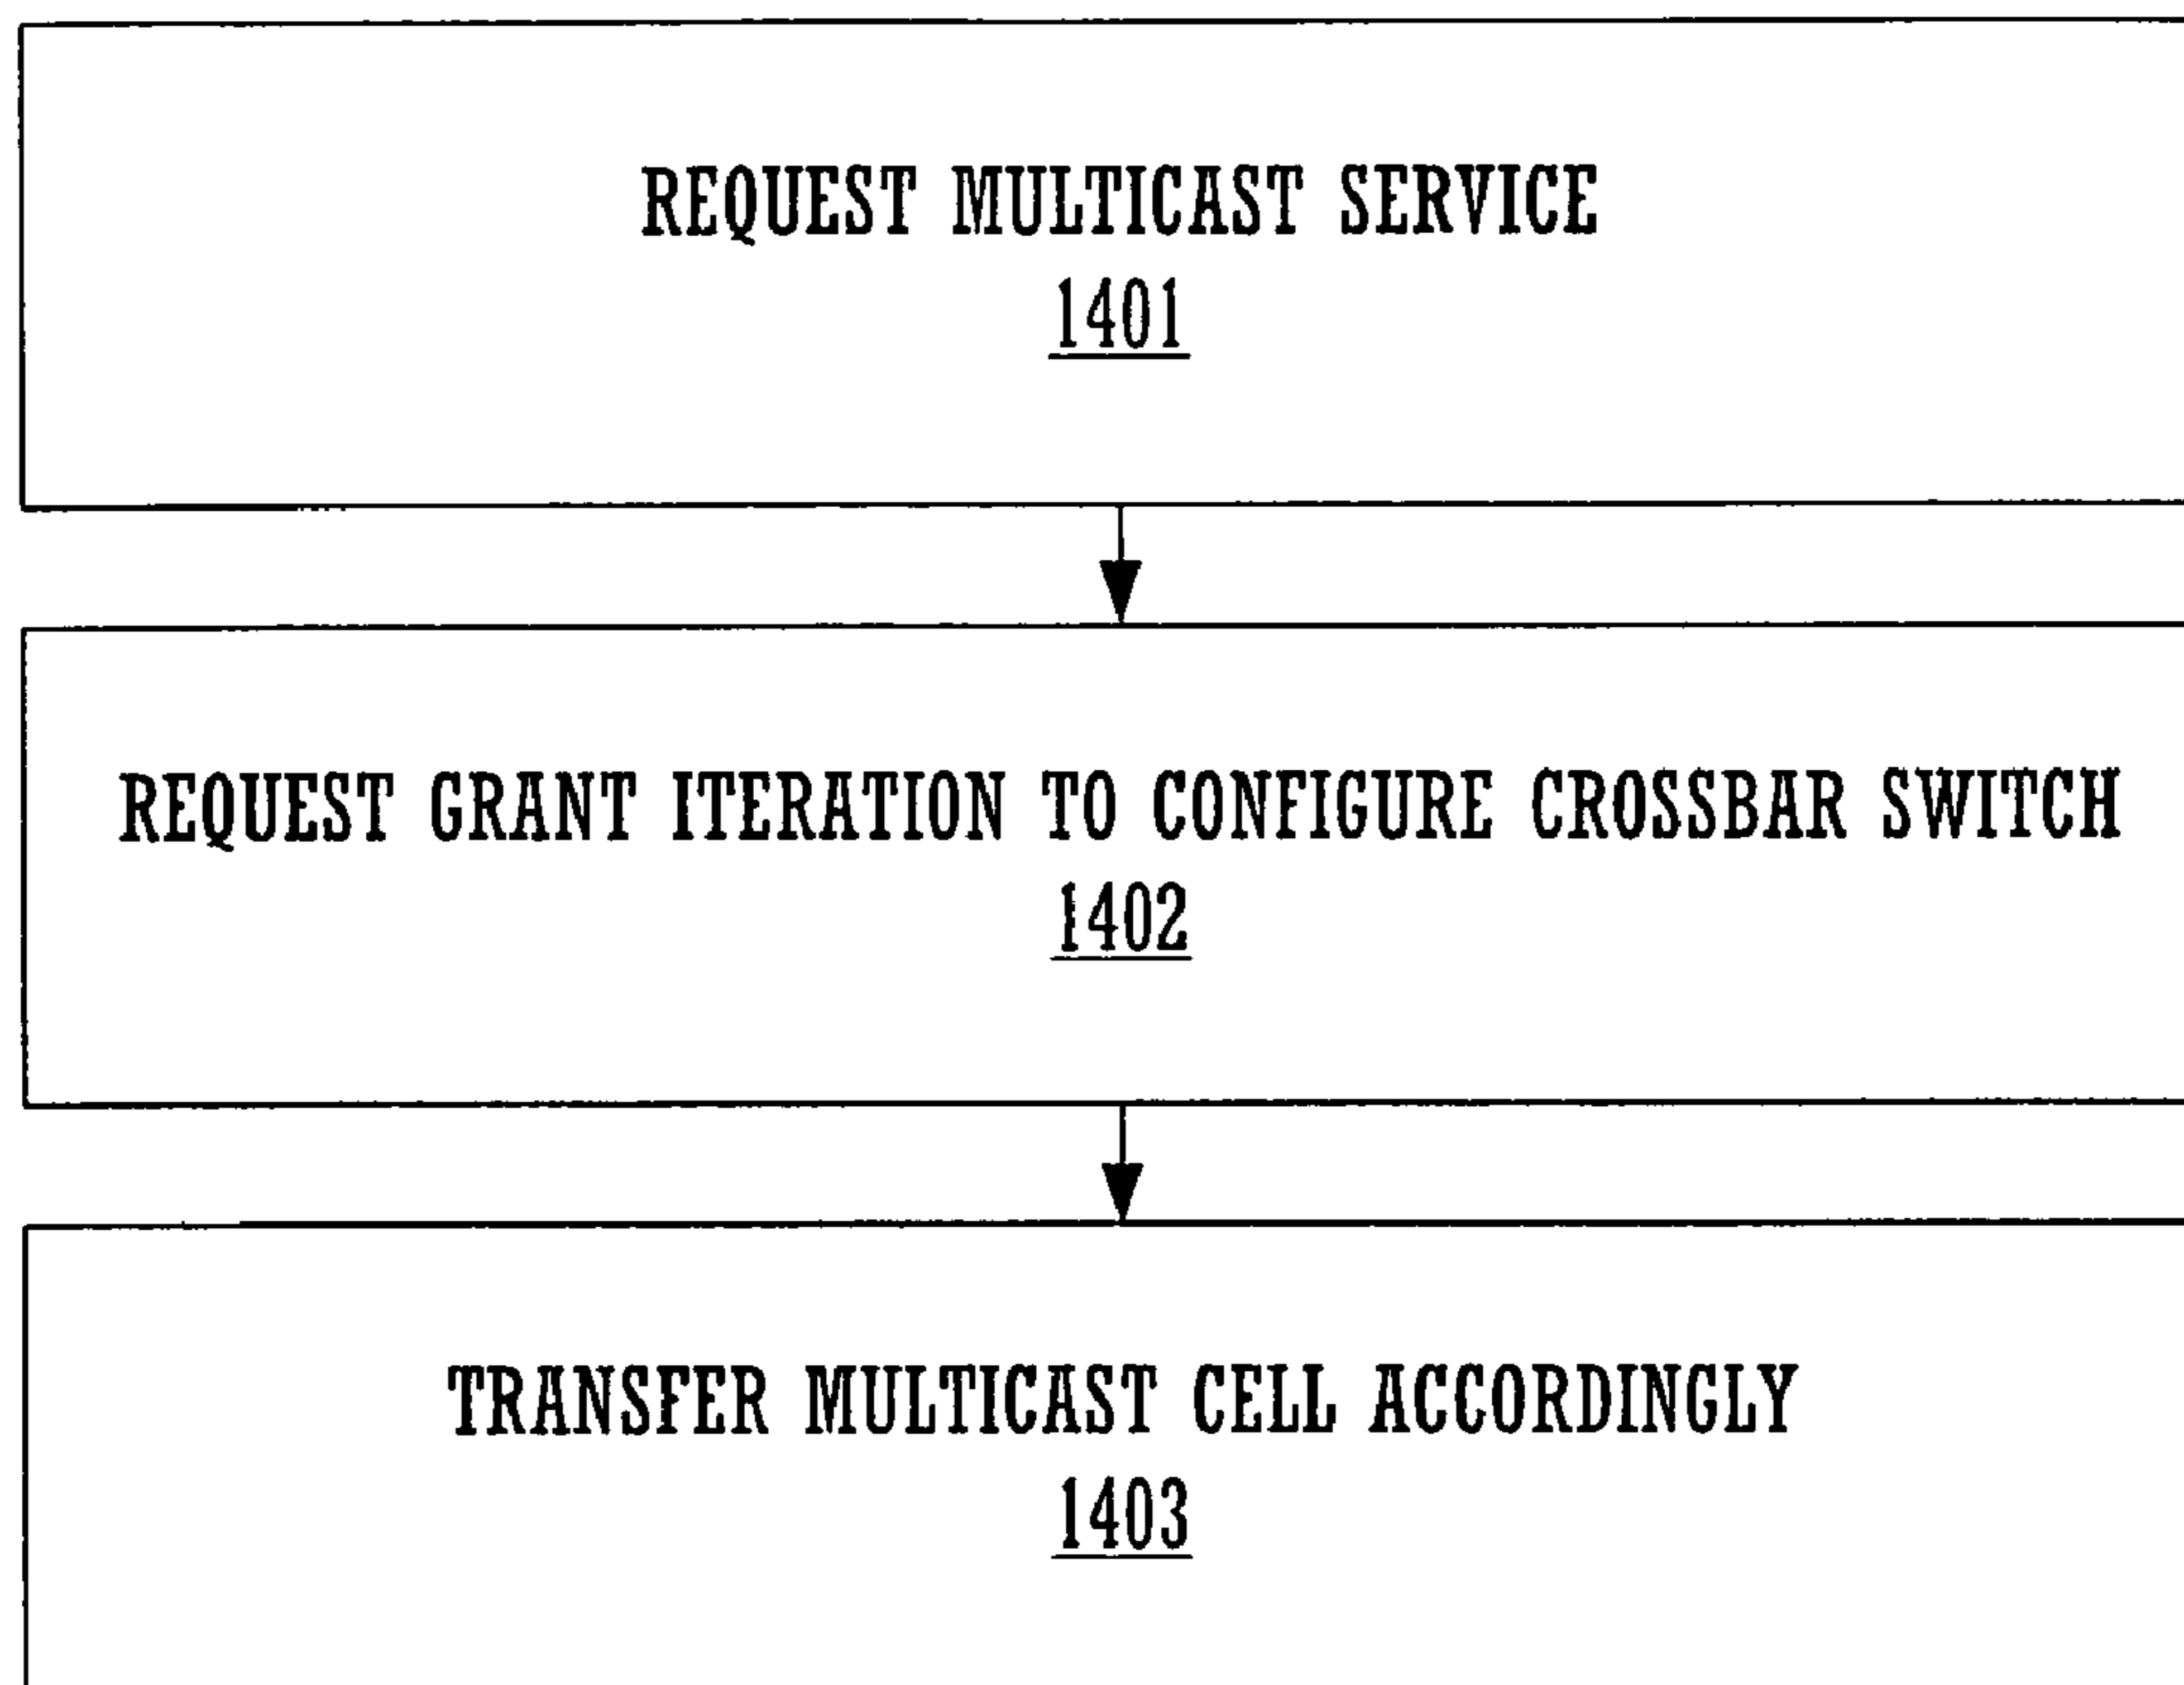 REQUEST MULTICAST SERVICE
1401
REQUEST GRANT ITERATION TO CONFIGURE CROSSBAR SWITCH
1402
TRANSFER MULTICAST CELL ACCORDINGLY
1403